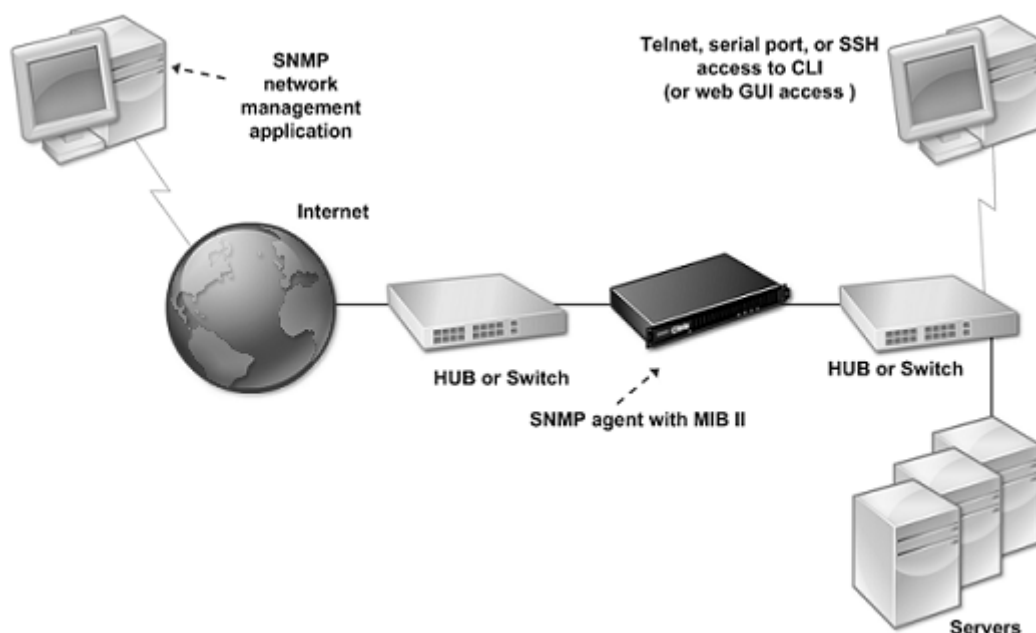 SNMP
network
management
application
Telnet, serial port, or SSH
access to CLI
(or web GUI access )
Internet
HUB or Switch
SNMP agent with MIB II
HUB or Switch
Servers